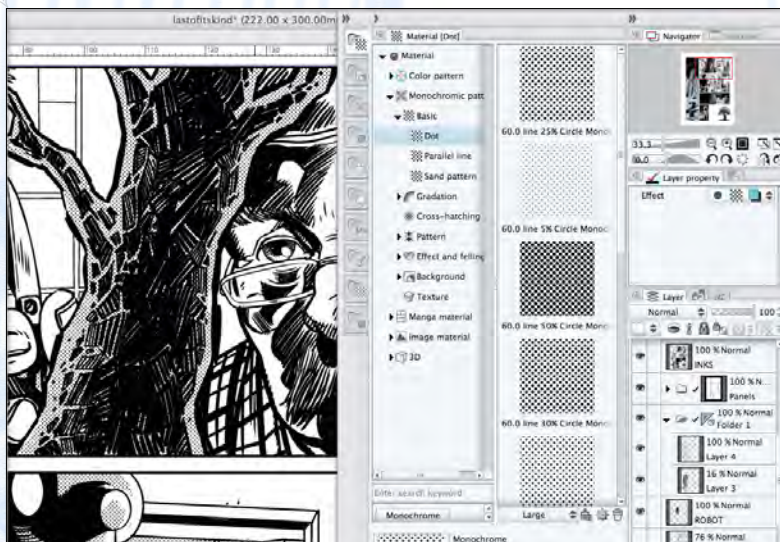 lastofitskind* (222.00 x 300.00m
Material [Dot]
Material
Color pattern
Monochromic patt
Basic
Dot
Parallel line
Sand pattern
Gradation
Cross-hatching
Pattern
Effect and feeling
Background
Texture
Manga material
Image material
3D
Enter search keyword
Monochrome
60.0 line 25% Circle Mono
60.0 line 5% Circle Mono
60.0 line 50% Circle Mono
60.0 line 30% Circle Mono
Large
Monochrome
Navigator
33.3
Layer property
Effect
Layer
Normal
100
100 % Normal
INKS
100 % N...
Panels
100 % Normal
Folder 1
100 % Normal
Layer 4
16 % Normal
Layer 3
100 % Normal
ROBOT
76 % Normal